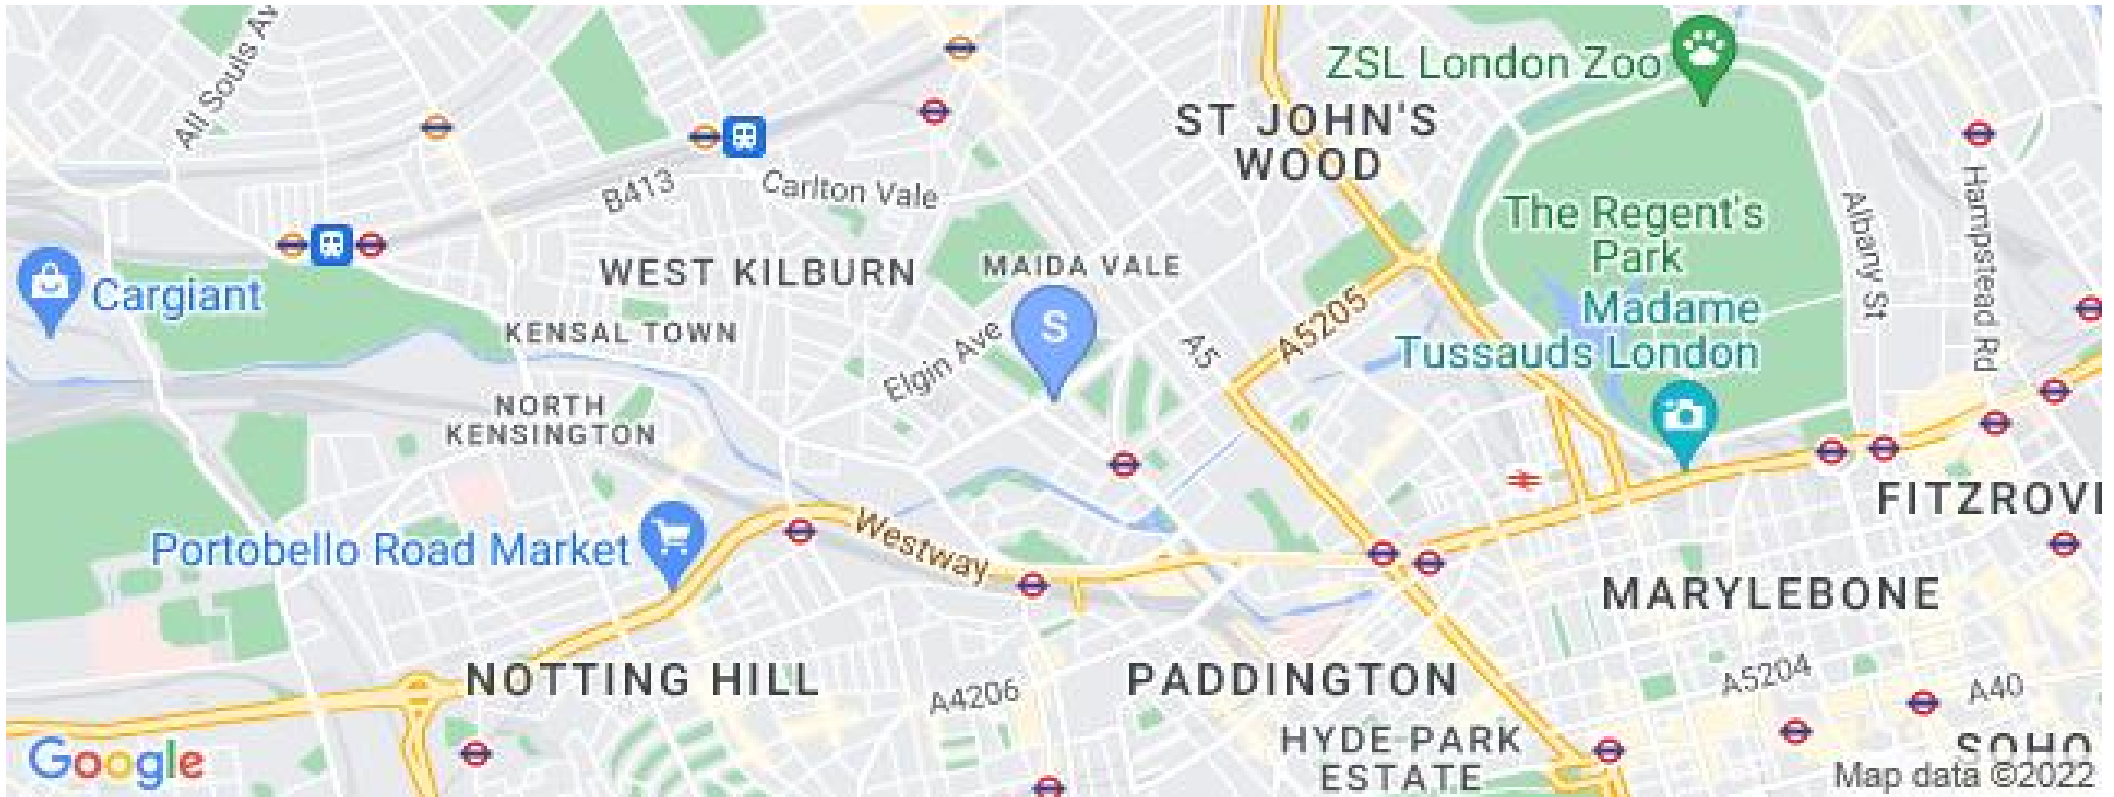 All Souls Av
ZSL London Zoo
ST JOHN'S
WOOD
B413
Carlton Vale
Hampstead Rd
Albany St
The Regent's
Park
Cargiant
WEST KILBURN
MAIDA VALE
S
KENSAL TOWN
Elgin Ave
A5
A5205
Madame
Tussauds London
NORTH
KENSINGTON
FITZROVI
Portobello Road Market
Westway
MARYLEBONE
NOTTING HILL
A4206
PADDINGTON
A5204
A40
HYDE PARK
ESTATE
SOHO
Google
Map data ©2022